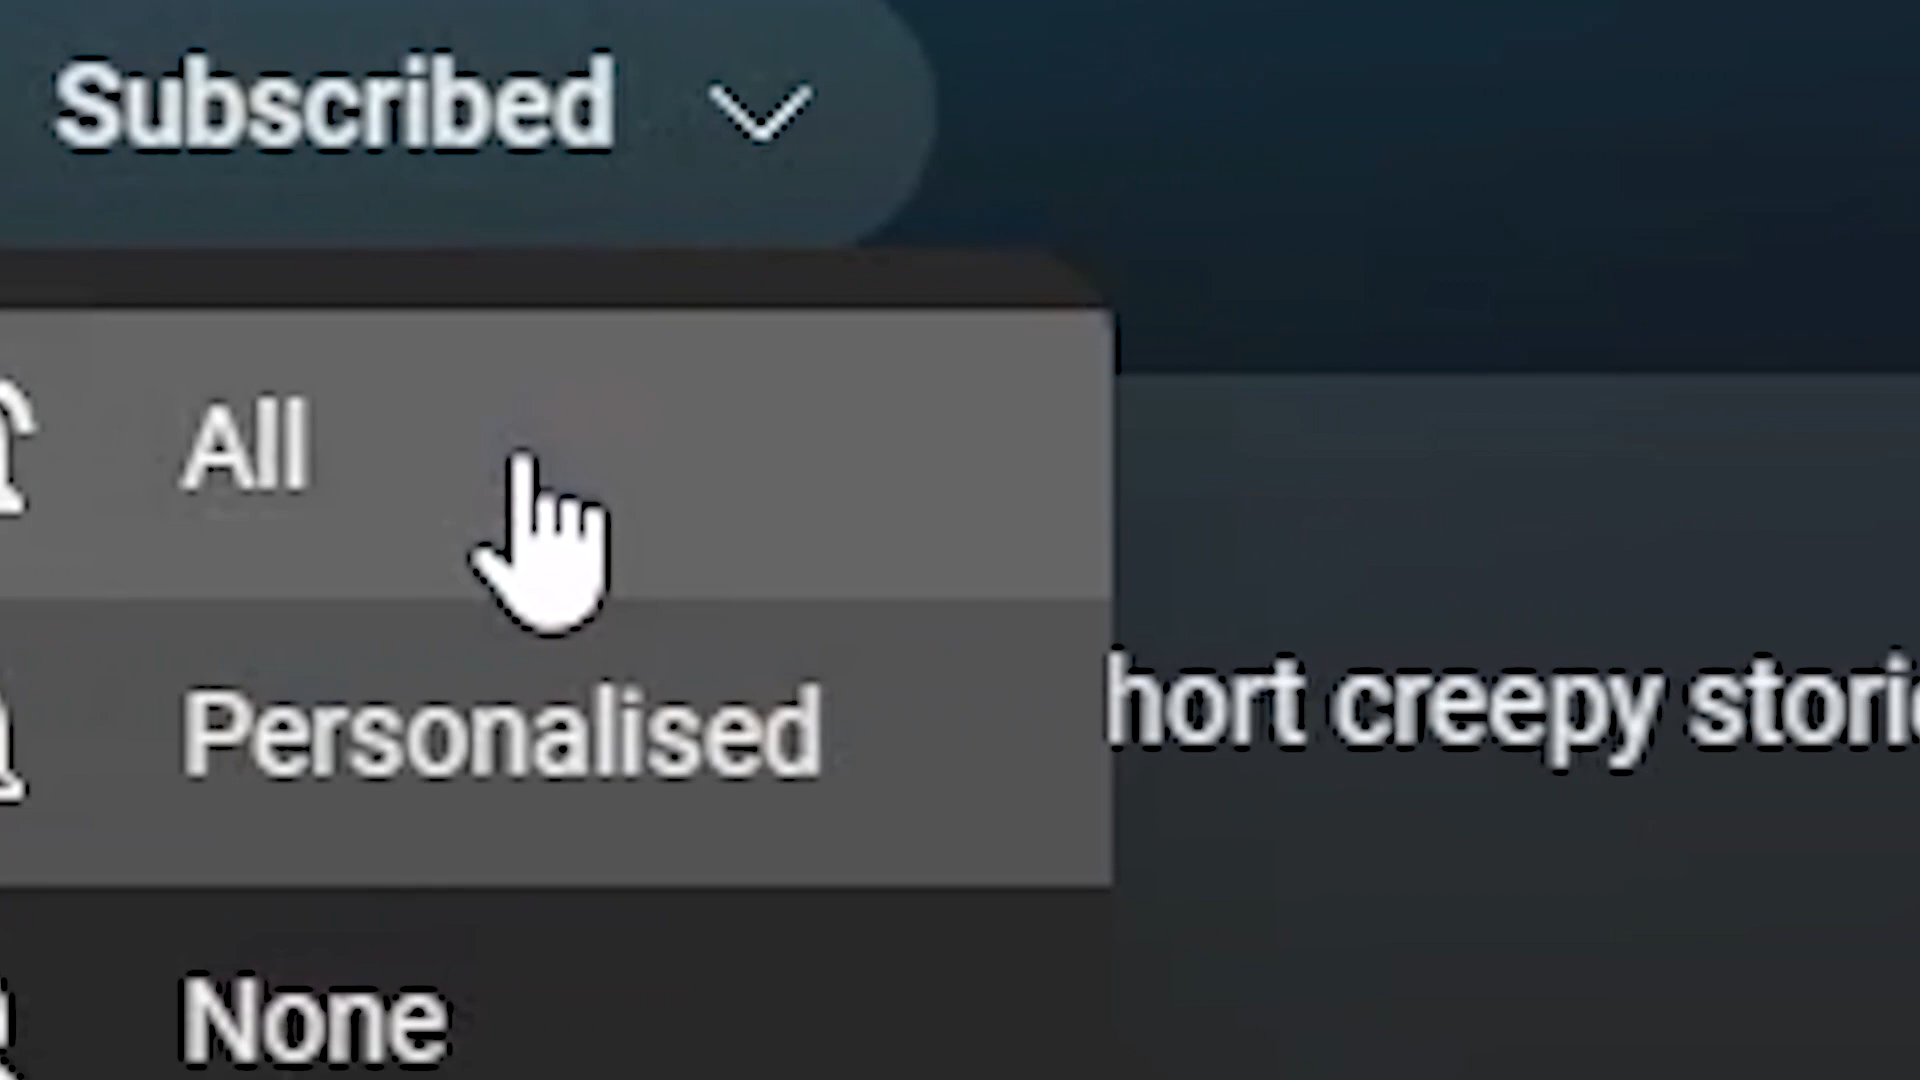 Subscribed
All
Personalised
hort creepy stori
None